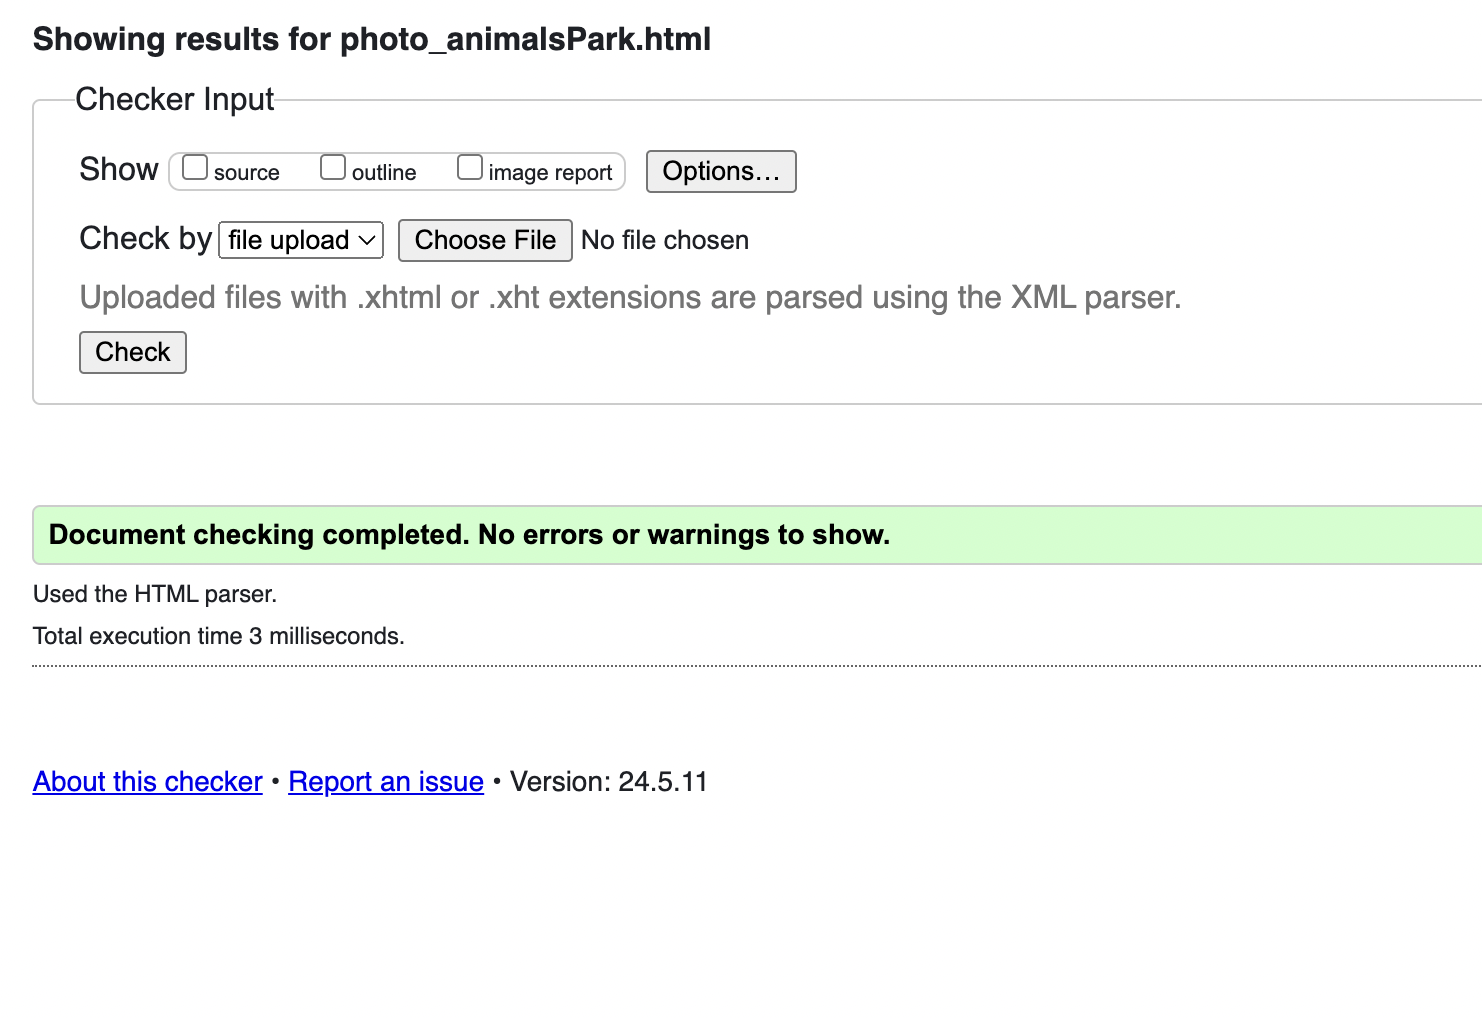 Showing results for photo_animalsPark.html
Checker Input
Show source outline image report Options…
Check by file upload Choose File No file chosen
Uploaded files with .xhtml or .xht extensions are parsed using the XML parser.
Check
Document checking completed. No errors or warnings to show.
Used the HTML parser.
Total execution time 3 milliseconds.
About this checker • Report an issue • Version: 24.5.11